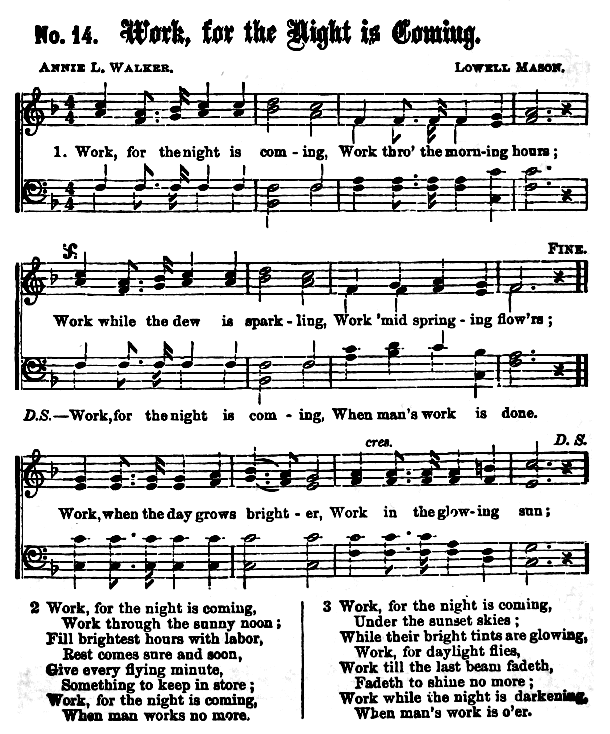 No. 14. Work, for the Night is Coming.
ANNIE L. WALKER. LOWELL MASON.
1. Work, for the night is com - ing, Work thro' the morn-ing hours;
FINE.
Work while the dew is spark - ling, Work 'mid spring - ing flow'rs;
D.S.—Work, for the night is com - ing, When man's work is done.
cres. D. S.
Work, when the day grows bright - er, Work in the glow-ing sun;
2 Work, for the night is coming,
Work through the sunny noon;
Fill brightest hours with labor,
Rest comes sure and soon,
Give every flying minute,
Something to keep in store;
Work, for the night is coming,
When man works no more.
3 Work, for the night is coming,
Under the sunset skies;
While their bright tints are glowing,
Work, for daylight flies,
Work till the last beam fadeth,
Fadeth to shine no more;
Work while the night is darkening,
When man's work is o'er.